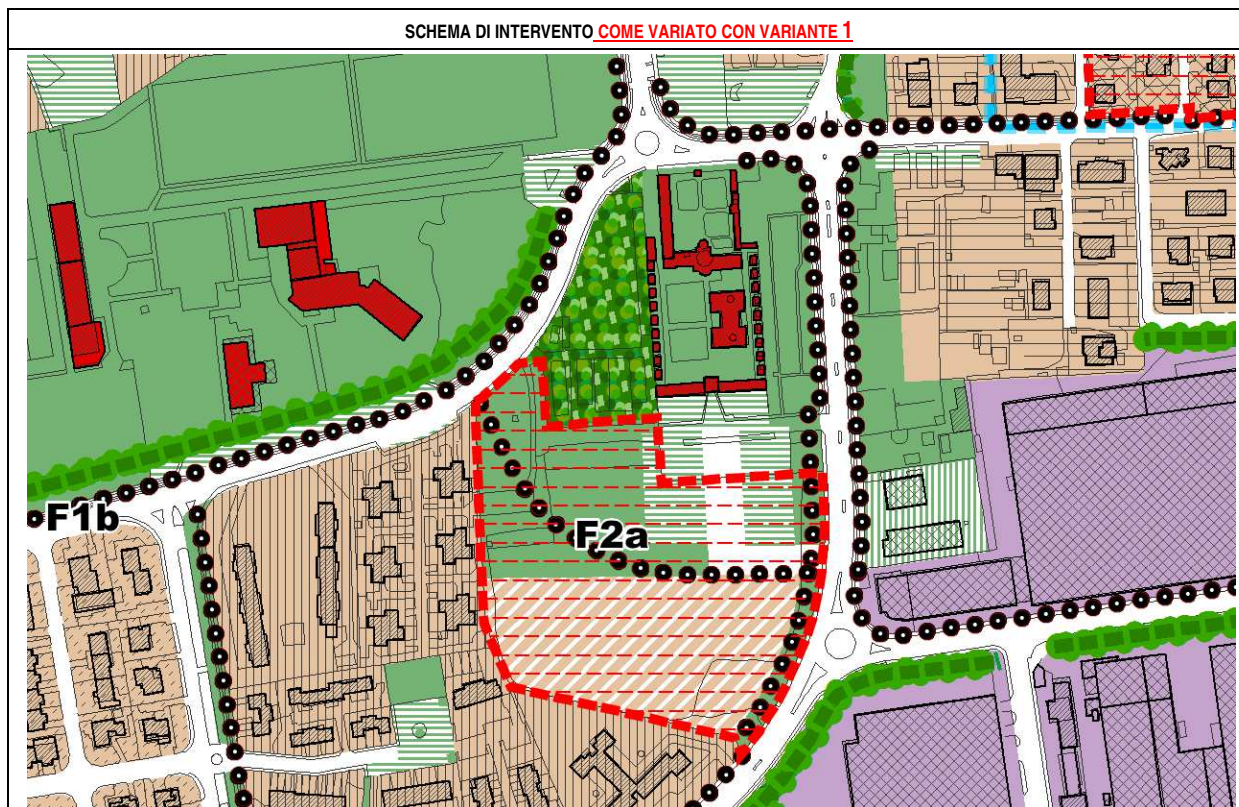 SCHEMA DI INTERVENTO COME VARIATO CON VARIANTE 1
F1b
F2a